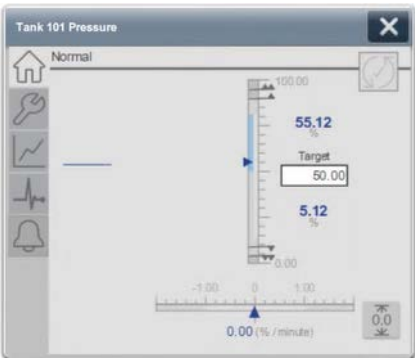 Tank 101 Pressure
Normal
100.00
55.12
%
Target
50.00
5.12
%
0.00
-1.00 0 1.00
0.00 (% / minute)
0.0